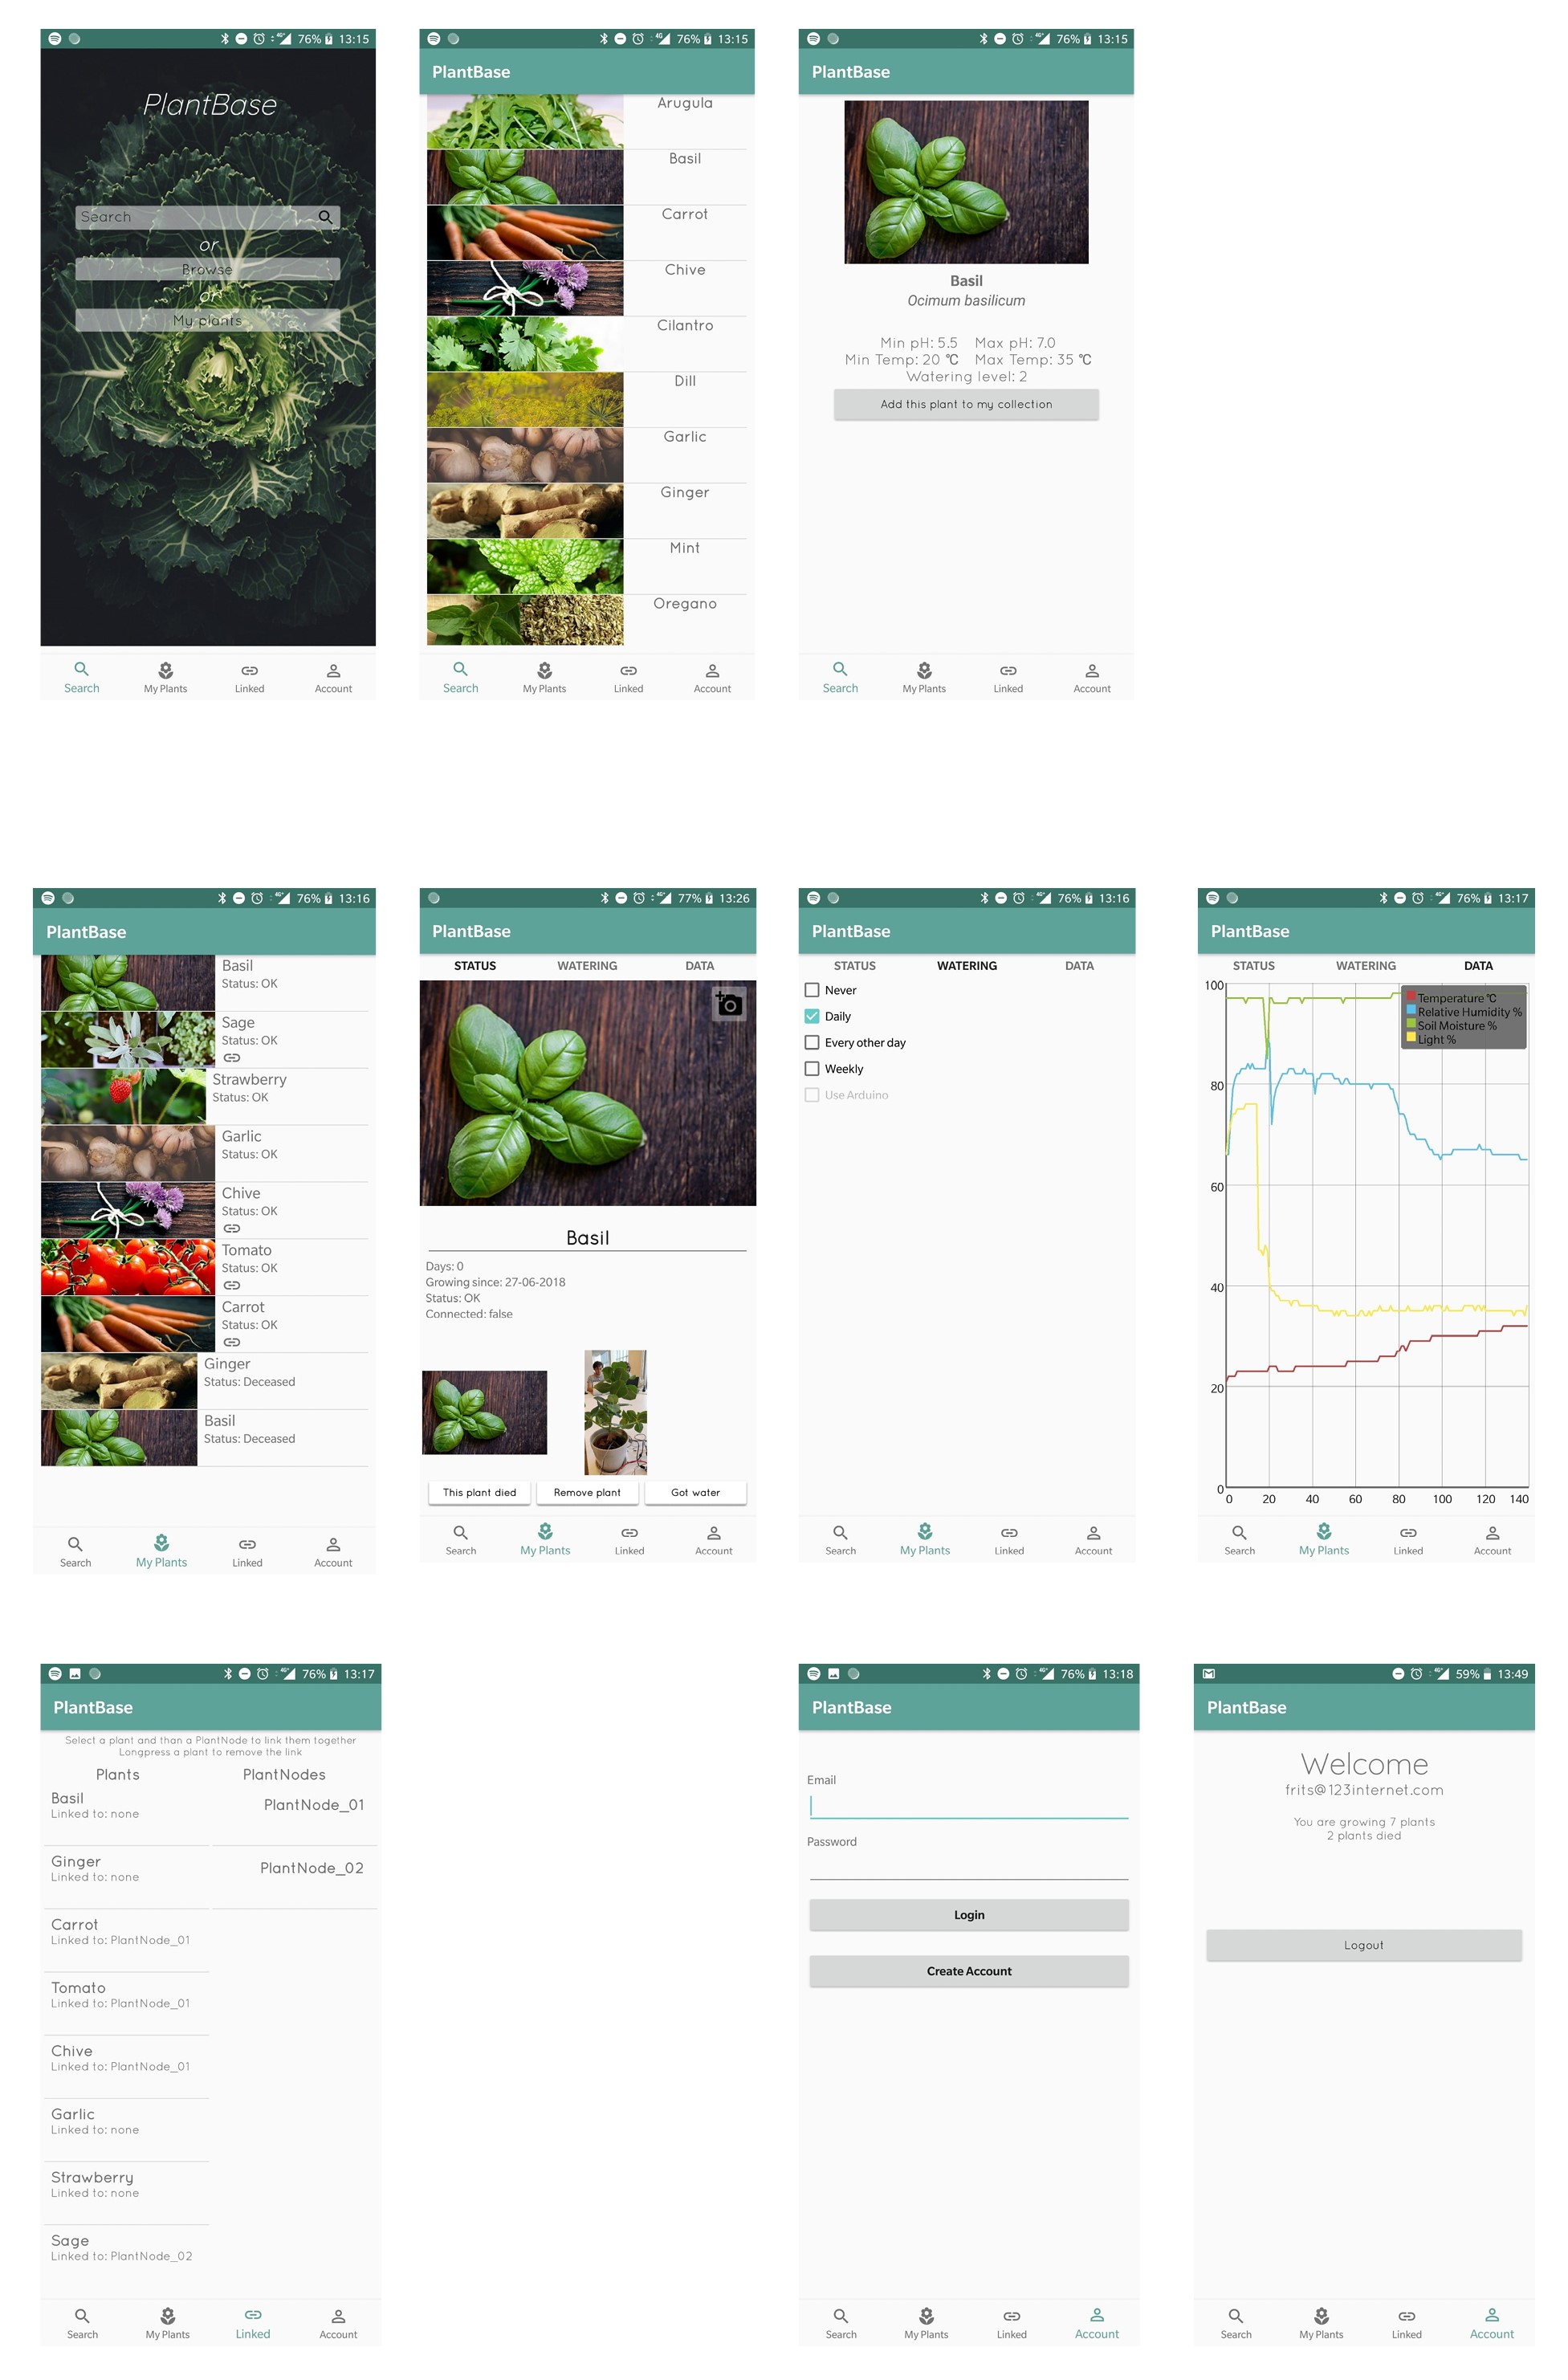 76% 13:15
PlantBase
Search
or
Browse
or
My plants
Search My Plants Linked Account
76% 13:15
PlantBase
Arugula
Basil
Carrot
Chive
Cilantro
Dill
Garlic
Ginger
Mint
Oregano
Search My Plants Linked Account
76% 13:15
PlantBase
Basil
Ocimum basilicum
Min pH: 5.5 Max pH: 7.0
Min Temp: 20 ℃ Max Temp: 35 ℃
Watering level: 2
Add this plant to my collection
Search My Plants Linked Account
76% 13:16
PlantBase
Basil
Status: OK
Sage
Status: OK
Strawberry
Status: OK
Garlic
Status: OK
Chive
Status: OK
Tomato
Status: OK
Carrot
Status: OK
Ginger
Status: Deceased
Basil
Status: Deceased
Search My Plants Linked Account
77% 13:26
PlantBase
STATUS WATERING DATA
Basil
Days: 0
Growing since: 27-06-2018
Status: OK
Connected: false
This plant died Remove plant Got water
Search My Plants Linked Account
76% 13:16
PlantBase
STATUS WATERING DATA
Never
Daily
Every other day
Weekly
Use Arduino
Search My Plants Linked Account
76% 13:17
PlantBase
STATUS WATERING DATA
100
Temperature ℃
Relative Humidity %
Soil Moisture %
Light %
80
60
40
20
0
0 20 40 60 80 100 120 140
Search My Plants Linked Account
76% 13:17
PlantBase
Select a plant and than a PlantNode to link them together
Longpress a plant to remove the link
Plants PlantNodes
Basil
Linked to: none
PlantNode_01
Ginger
Linked to: none
PlantNode_02
Carrot
Linked to: PlantNode_01
Tomato
Linked to: PlantNode_01
Chive
Linked to: PlantNode_01
Garlic
Linked to: none
Strawberry
Linked to: none
Sage
Linked to: PlantNode_02
Search My Plants Linked Account
76% 13:18
PlantBase
Email
Password
Login
Create Account
Search My Plants Linked Account
59% 13:49
PlantBase
Welcome
frits@123internet.com
You are growing 7 plants
2 plants died
Logout
Search My Plants Linked Account